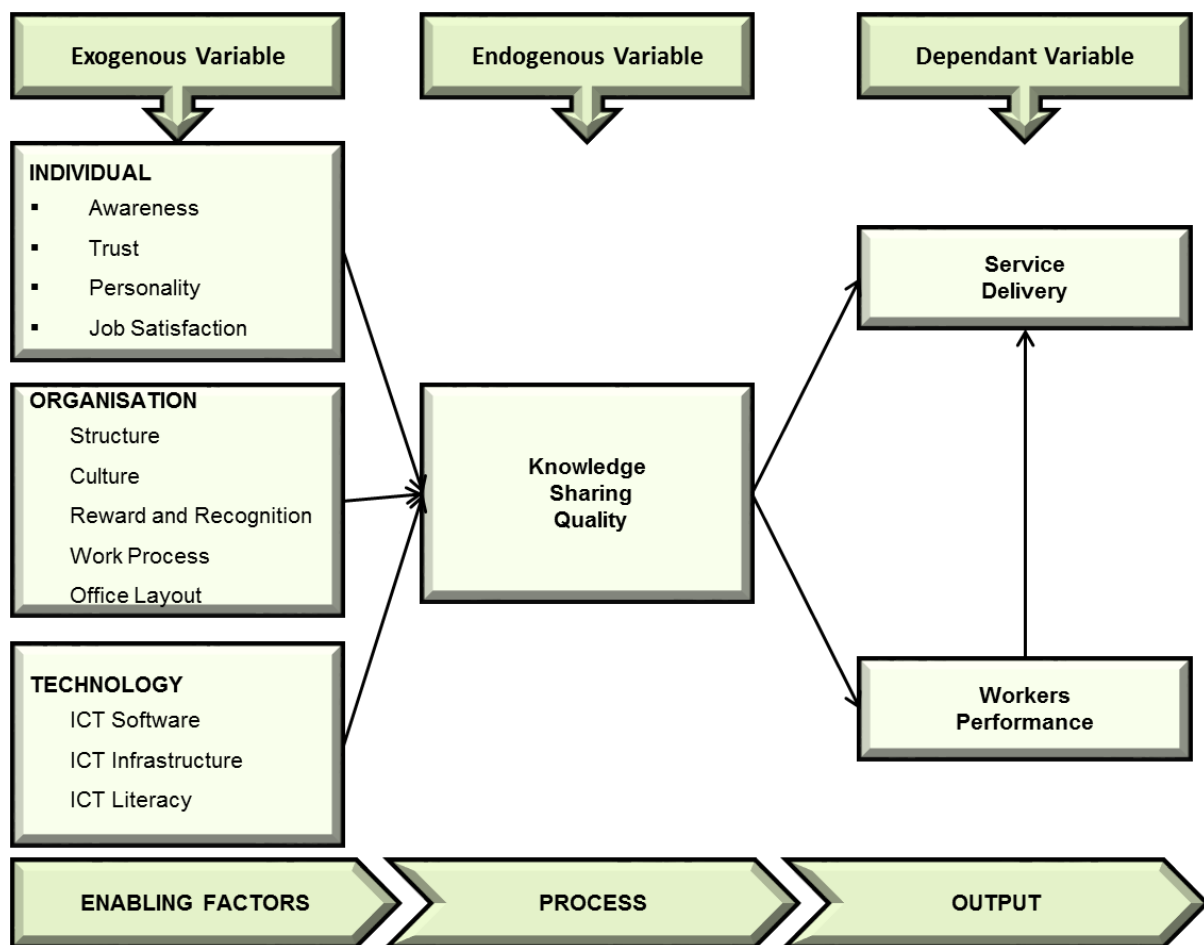 Exogenous Variable
Endogenous Variable
Dependant Variable
INDIVIDUAL
▪ Awareness
▪ Trust
▪ Personality
▪ Job Satisfaction
ORGANISATION
Structure
Culture
Reward and Recognition
Work Process
Office Layout
TECHNOLOGY
ICT Software
ICT Infrastructure
ICT Literacy
Knowledge
Sharing
Quality
Service
Delivery
Workers
Performance
ENABLING FACTORS
PROCESS
OUTPUT